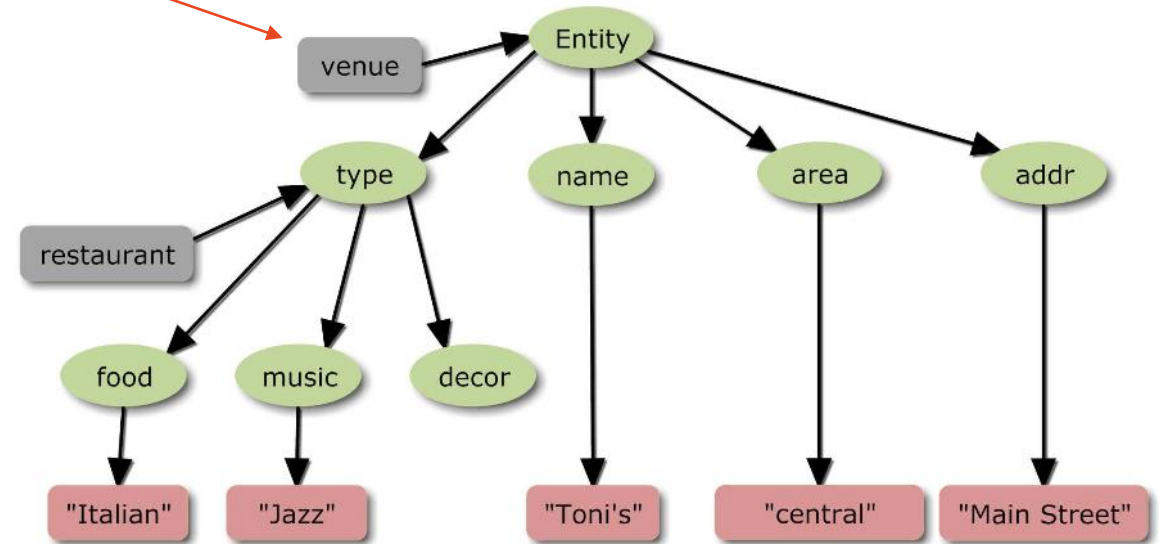 Entity
venue
type
name
area
addr
restaurant
food
music
decor
"Italian"
"Jazz"
"Toni's"
"central"
"Main Street"